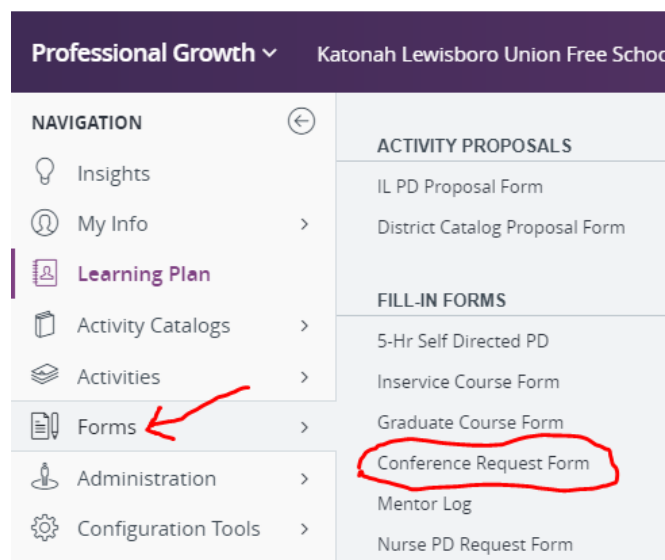 Professional Growth
Katonah Lewisboro Union Free
NAVIGATION
Insights
My Info
Learning Plan
Activity Catalogs
Activities
Forms
Administration
Configuration Tools
ACTIVITY PROPOSALS
IL PD Proposal Form
District Catalog Proposal Form
FILL-IN FORMS
5-Hr Self Directed PD
Inservice Course Form
Graduate Course Form
Conference Request Form
Mentor Log
Nurse PD Request Form